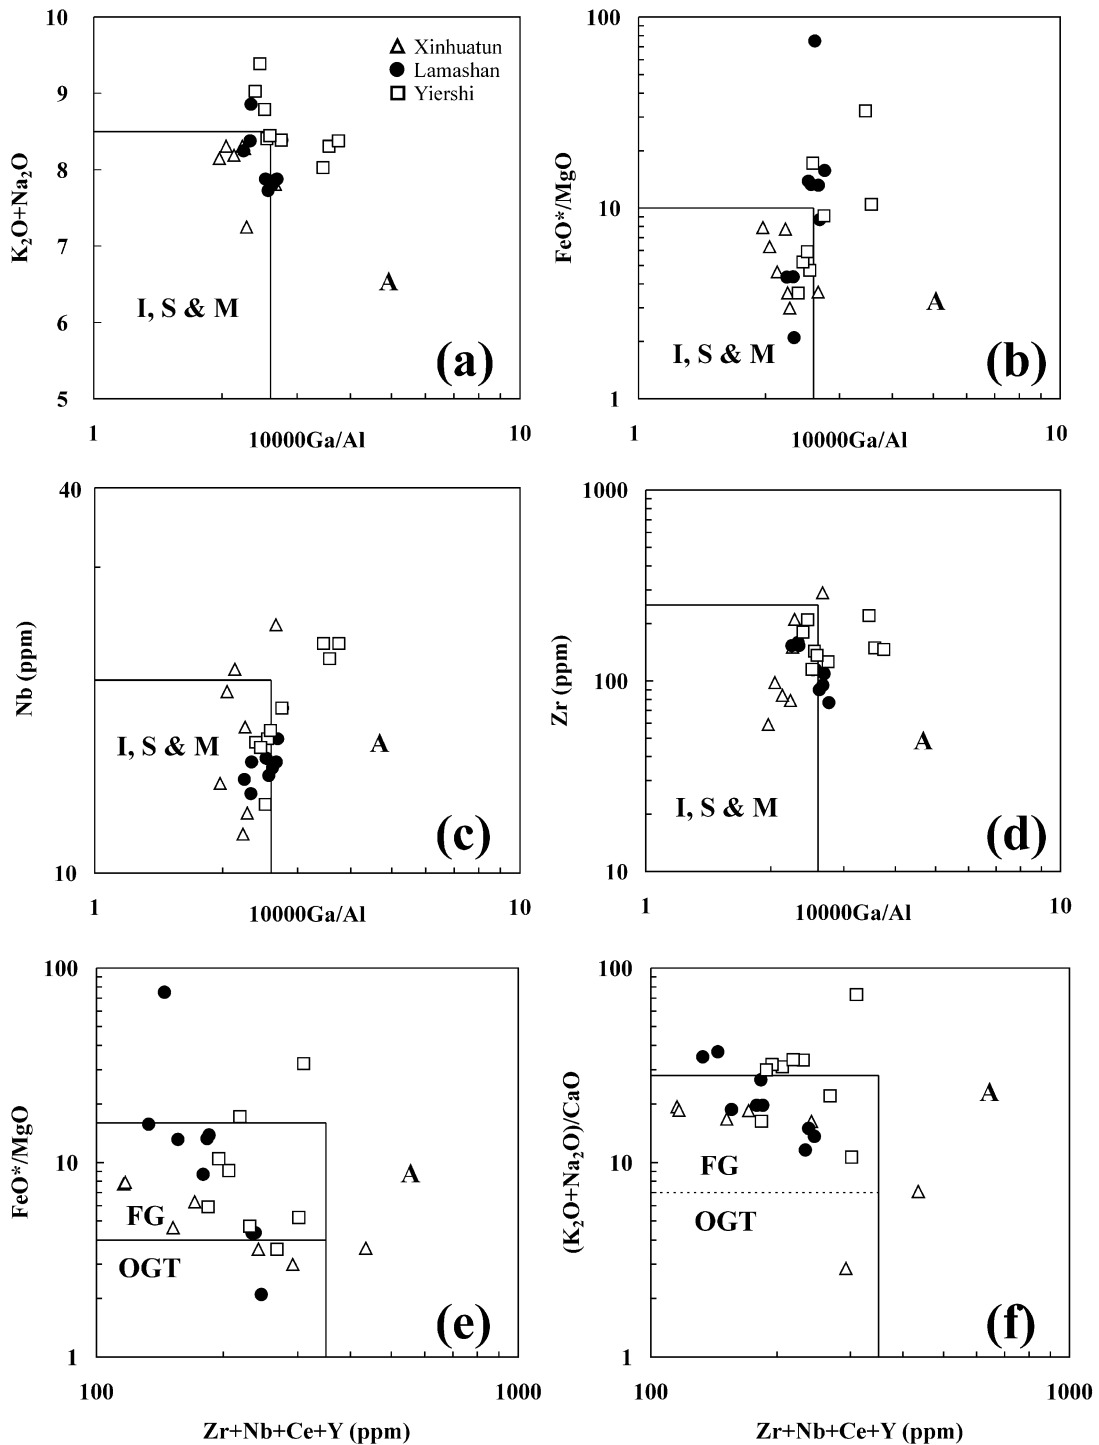 10
9
8
7
6
5
K₂O+Na₂O
Xinhuatun
Lamashan
Yiershi
I, S & M
A
(a)
1
10000Ga/Al
10
100
10
1
FeO*/MgO
I, S & M
A
(b)
1
10000Ga/Al
10
40
10
Nb (ppm)
I, S & M
A
(c)
1
10000Ga/Al
10
1000
100
10
Zr (ppm)
I, S & M
A
(d)
1
10000Ga/Al
10
100
10
1
FeO*/MgO
FG
OGT
A
(e)
100
1000
Zr+Nb+Ce+Y (ppm)
100
10
1
(K₂O+Na₂O)/CaO
FG
OGT
A
(f)
100
1000
Zr+Nb+Ce+Y (ppm)